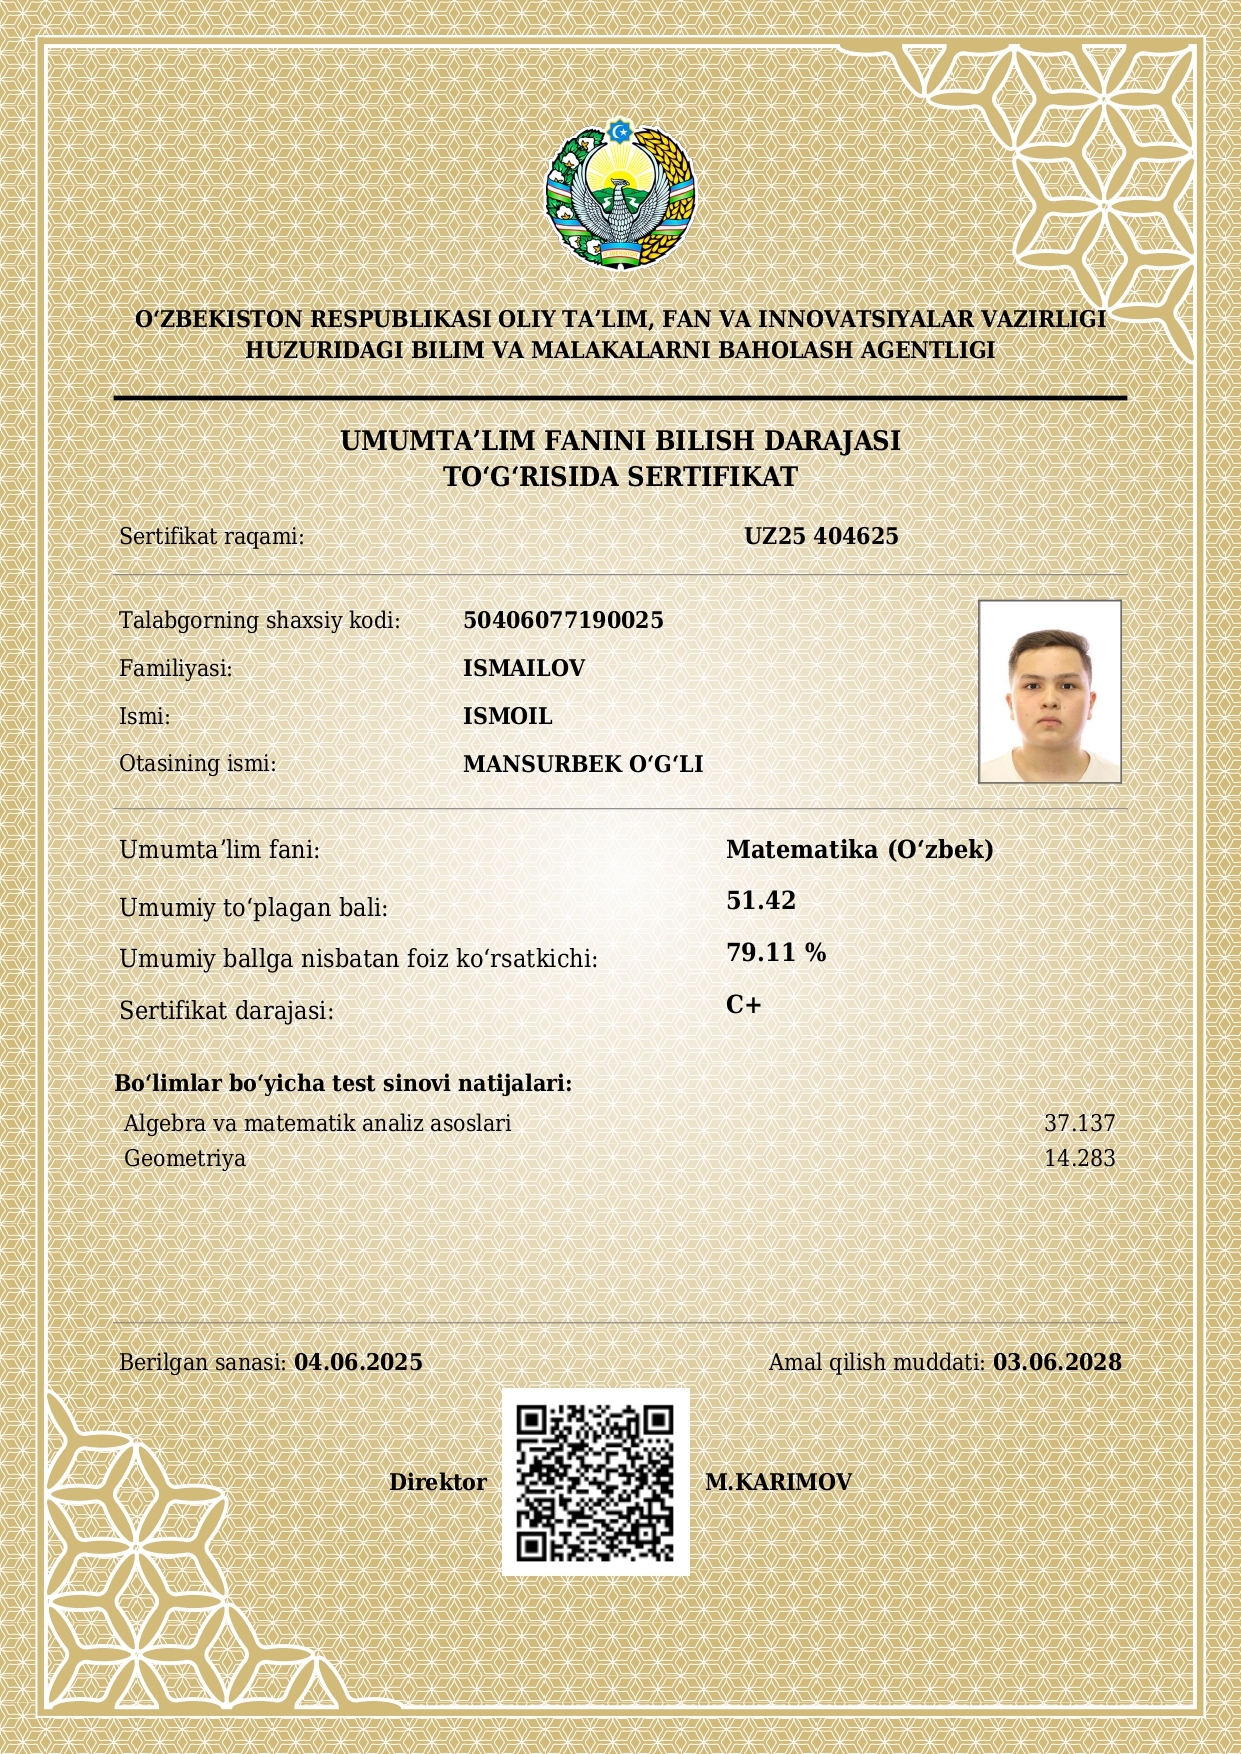 O‘ZBEKISTON RESPUBLIKASI OLIY TA’LIM, FAN VA INNOVATSIYALAR VAZIRLIGI
HUZURIDAGI BILIM VA MALAKALARNI BAHOLASH AGENTLIGI
UMUMTA’LIM FANINI BILISH DARAJASI
TO‘G‘RISIDA SERTIFIKAT
Sertifikat raqami: UZ25 404625
Talabgorning shaxsiy kodi: 50406077190025
Familiyasi: ISMAILOV
Ismi: ISMOIL
Otasining ismi: MANSURBEK O‘G‘LI
Umumta’lim fani: Matematika (O‘zbek)
Umumiy to‘plagan bali: 51.42
Umumiy ballga nisbatan foiz ko‘rsatkichi: 79.11 %
Sertifikat darajasi: C+
Bo‘limlar bo‘yicha test sinovi natijalari:
Algebra va matematik analiz asoslari 37.137
Geometriya 14.283
Berilgan sanasi: 04.06.2025 Amal qilish muddati: 03.06.2028
Direktor M.KARIMOV